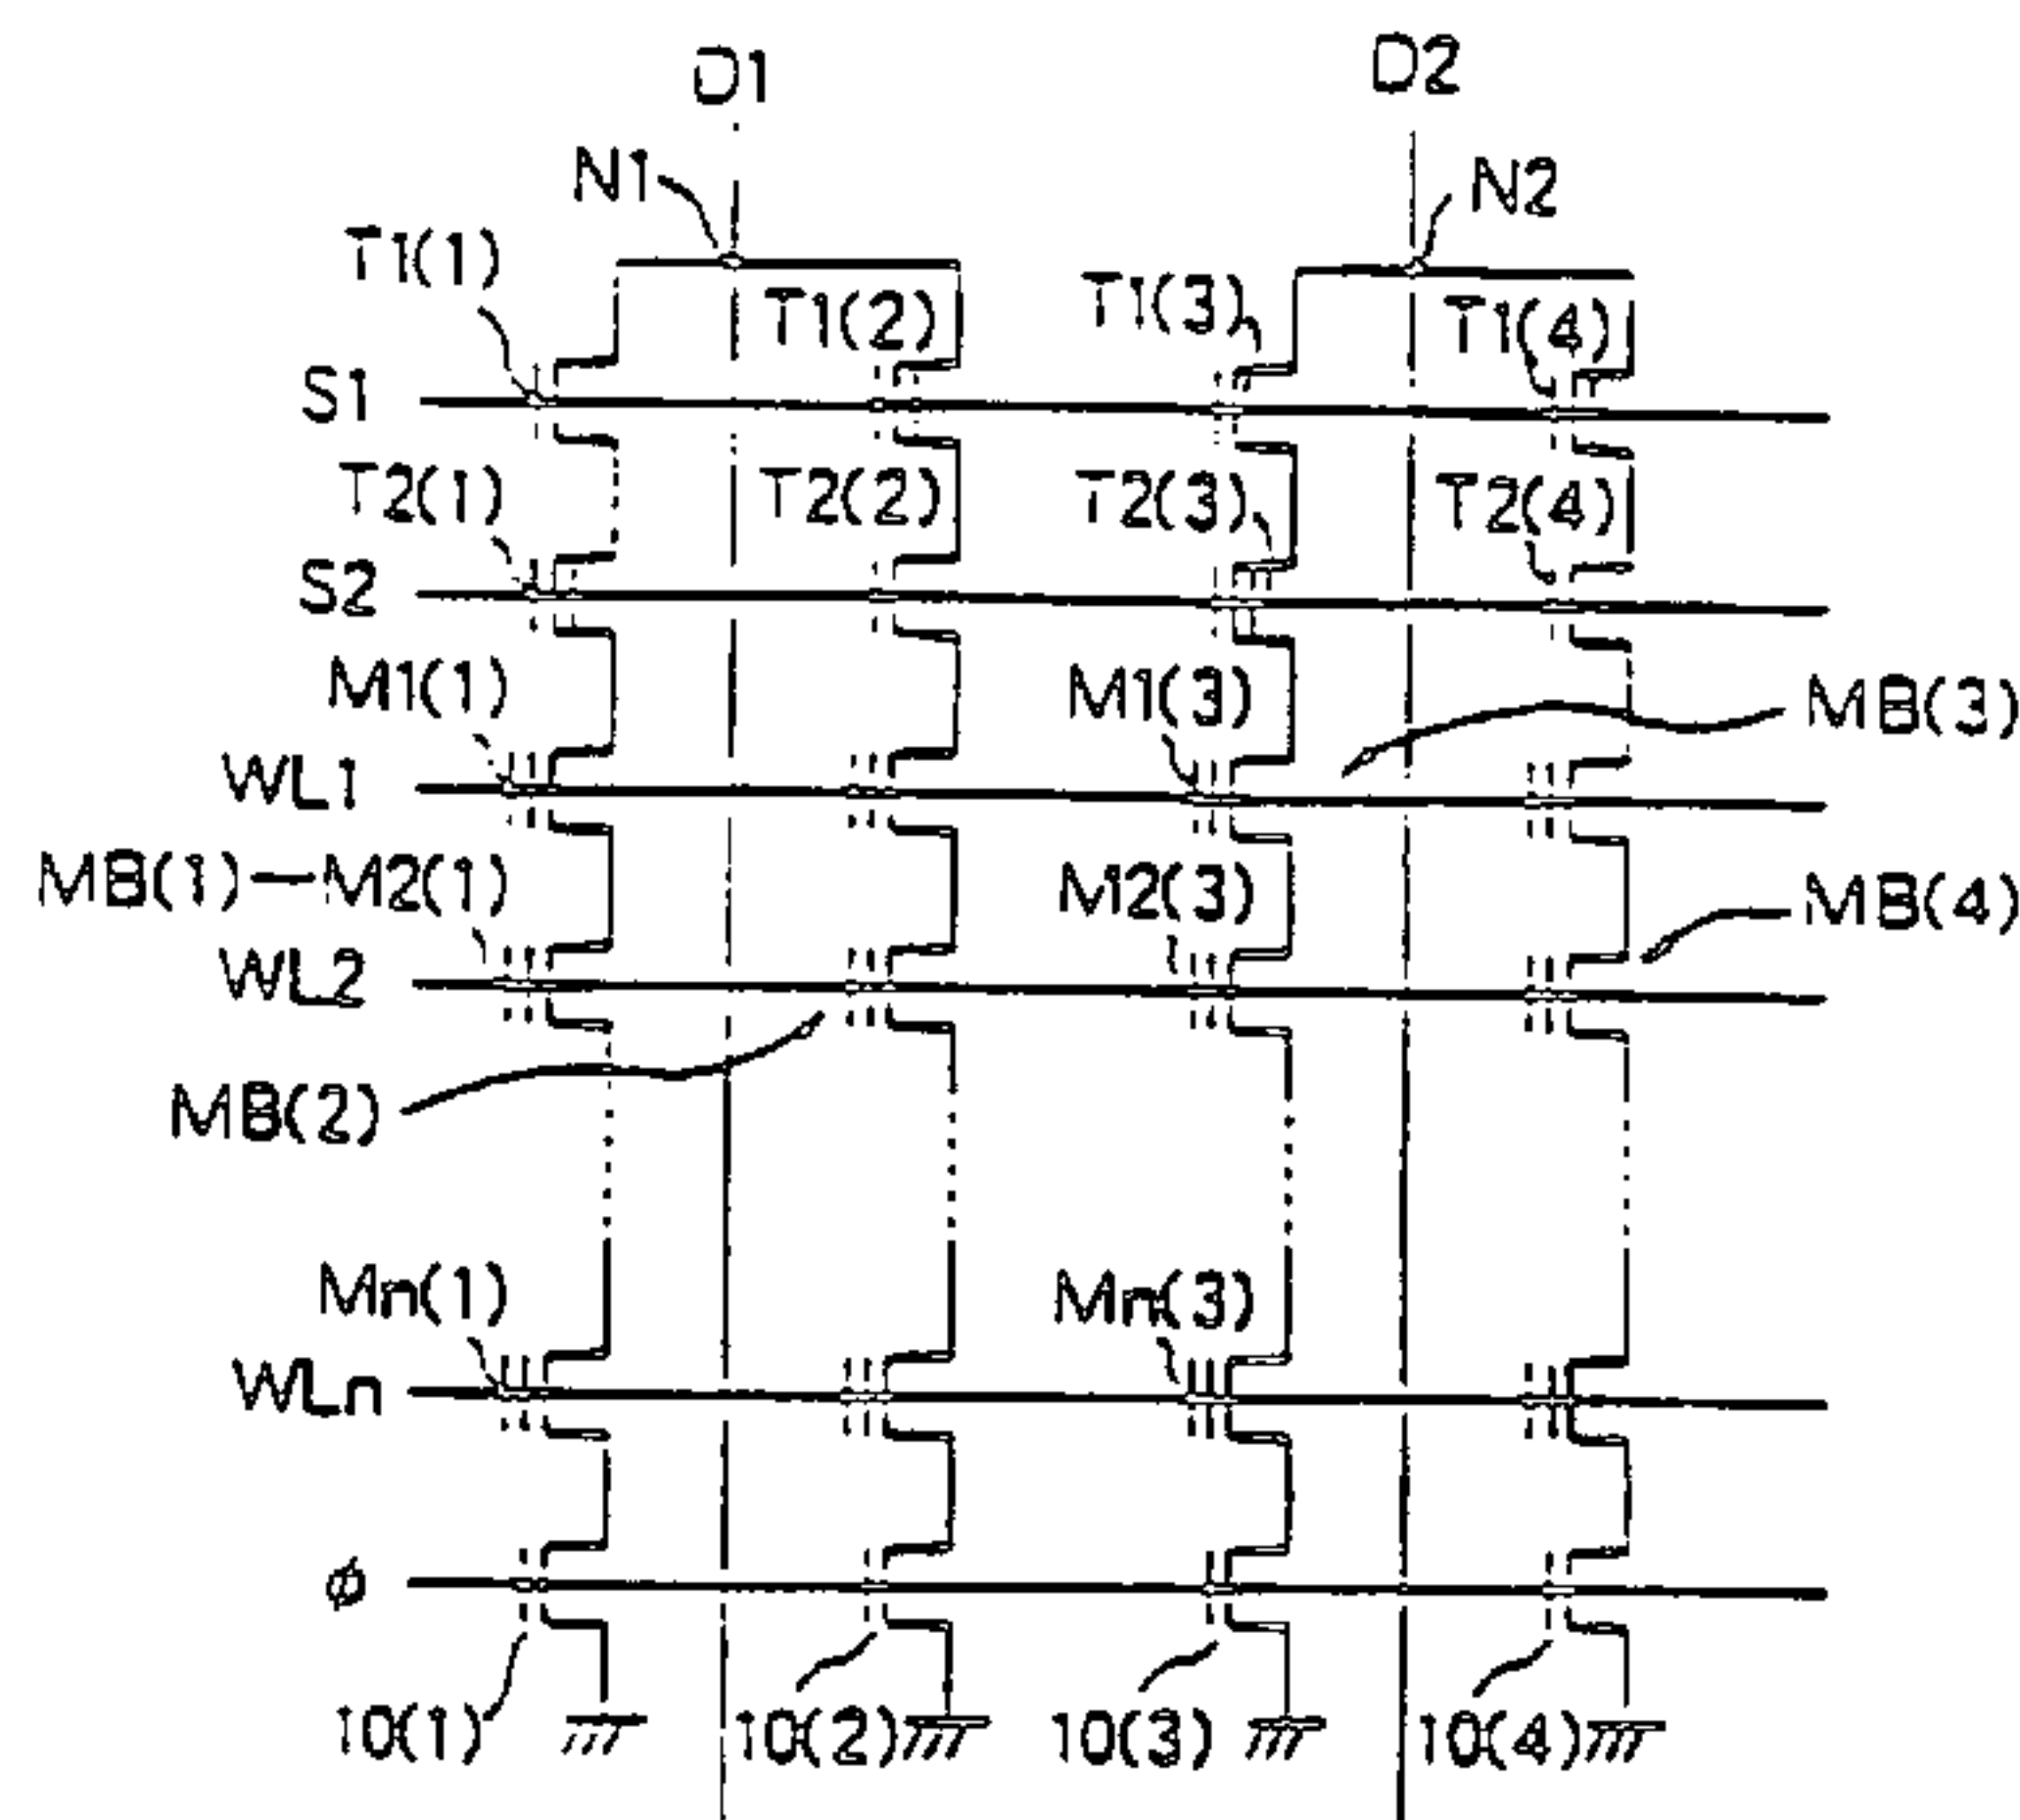 D1
D2
N1
N2
T1(1)
T1(2)
T1(3)
T1(4)
S1
T2(1)
T2(2)
T2(3)
T2(4)
S2
M1(1)
M1(3)
MB(3)
WL1
MB(1)—M2(1)
M2(3)
MB(4)
WL2
MB(2)
Mn(1)
Mn(3)
WLn
ϕ
10(1)
10(2)
10(3)
10(4)